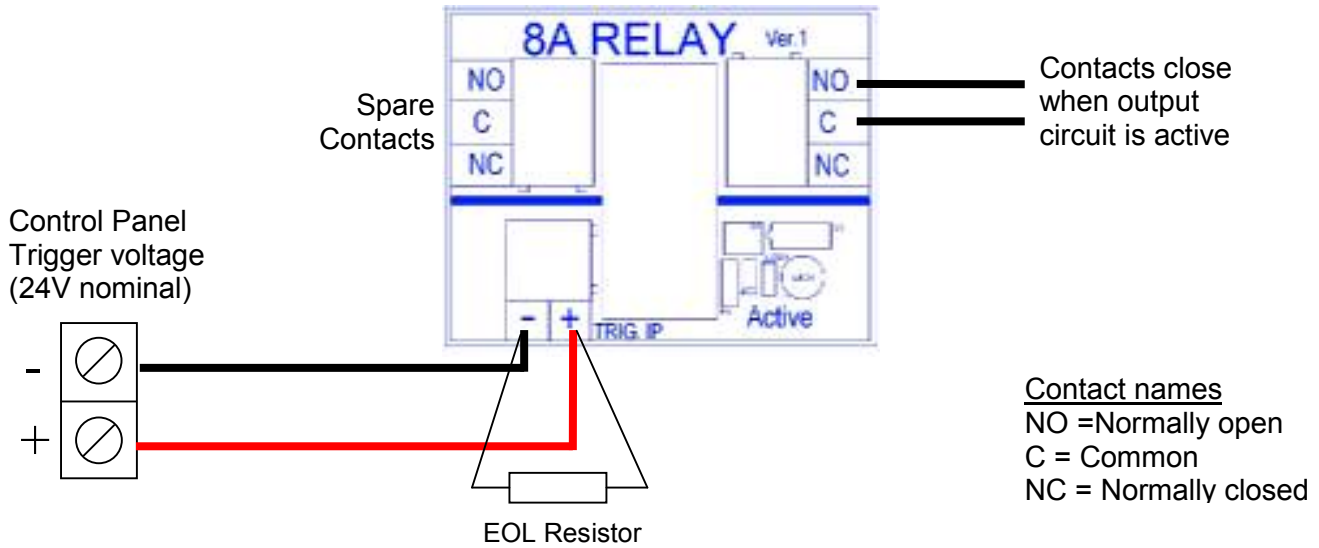 8A RELAY Ver.1
NO
C
NC
NO
C
NC
Spare
Contacts
Contacts close
when output
circuit is active
Control Panel
Trigger voltage
(24V nominal)
-
+
- + TRIG. IP
Active
EOL Resistor
Contact names
NO =Normally open
C = Common
NC = Normally closed